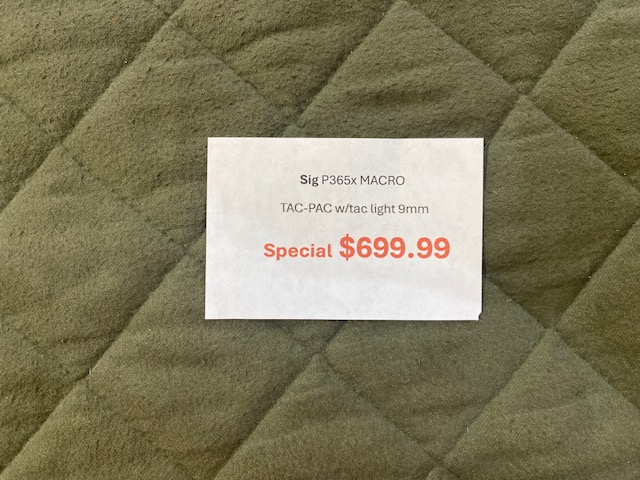 Sig P365x MACRO
TAC-PAC w/tac light 9mm
Special $699.99